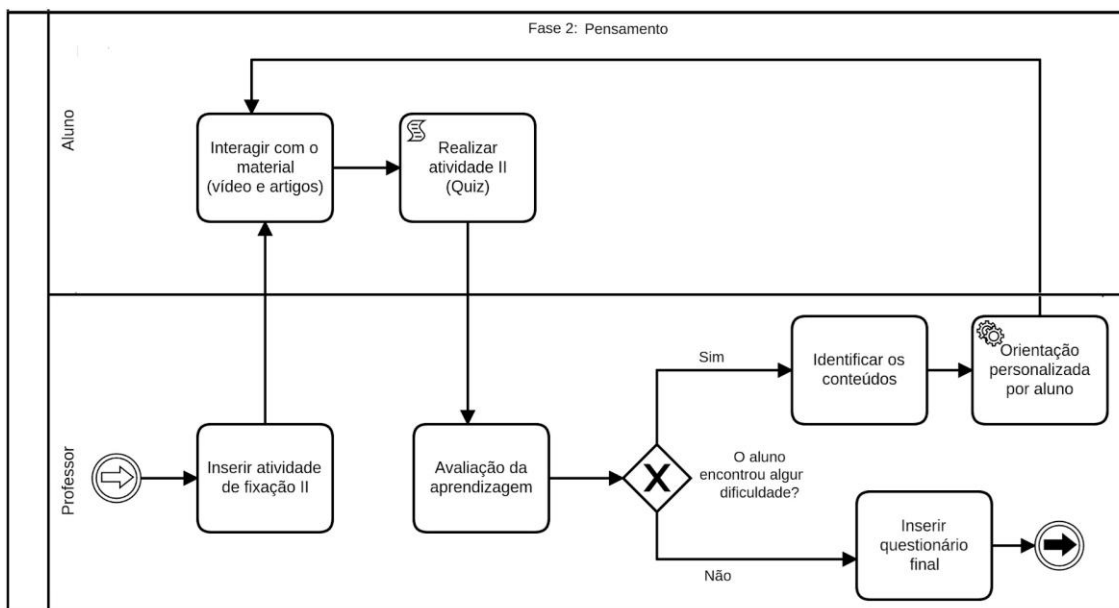 Fase 2: Pensamento
Aluno
Interagir com o
material
(vídeo e artigos)
Realizar
atividade II
(Quiz)
Professor
Inserir atividade
de fixação II
Avaliação da
aprendizagem
X
O aluno
encontrou algur
dificuldade?
Sim
Identificar os
conteúdos
Orientação
personalizada
por aluno
Não
Inserir
questionário
final